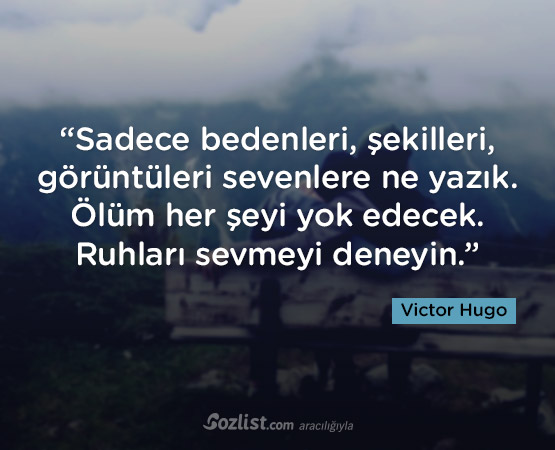 “Sadece bedenleri, şekilleri,
görüntüleri sevenlere ne yazık.
Ölüm her şeyi yok edecek.
Ruhları sevmeyi deneyin.”
Victor Hugo
Sozlist.com aracılığıyla